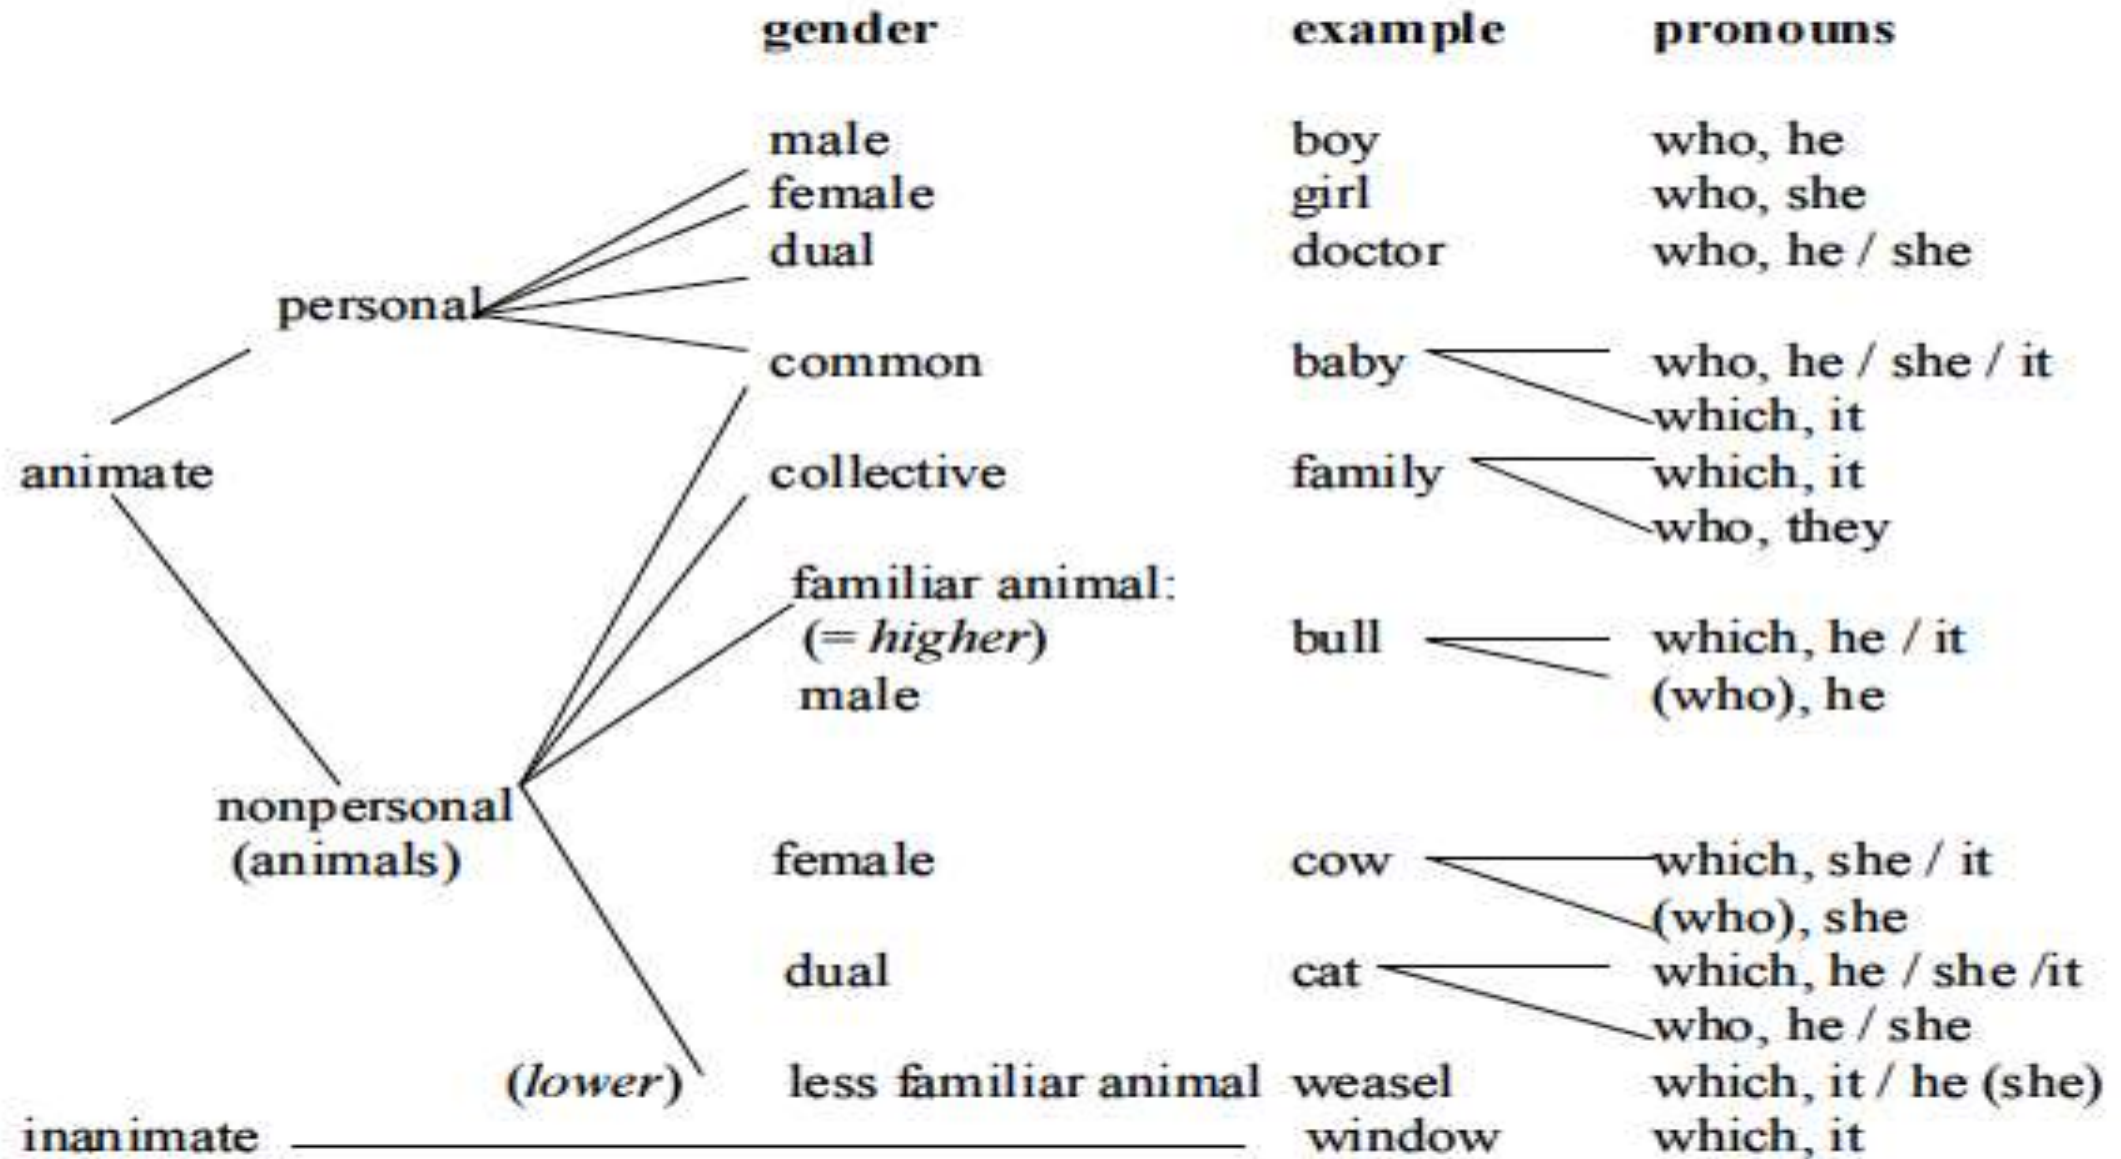 gender example pronouns
male boy who, he
female girl who, she
dual doctor who, he / she
personal
common baby who, he / she / it
which, it
animate collective family which, it
who, they
familiar animal:
(= higher) bull which, he / it
male (who), he
nonpersonal
(animals) female cow which, she / it
(who), she
dual cat which, he / she /it
who, he / she
(lower) less familiar animal weasel which, it / he (she)
inanimate window which, it